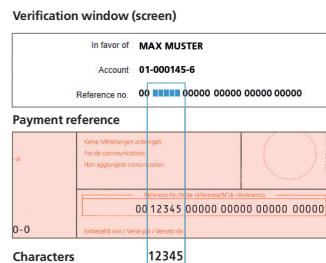 Verification window (screen)
In favor of MAX MUSTER
Account 01-000145-6
Reference no. 00 00000 00000 00000 00000
Payment reference
Keine Mitteilungen anbringen
Pas de communications
Non aggiungete comunicazioni
-di
Referenz-Nr./N° de référence/N° di riferimento
00 12345 00000 00000 00000 00000
0-0
Einbezahlt von / Versé par / Versato da
Characters 12345